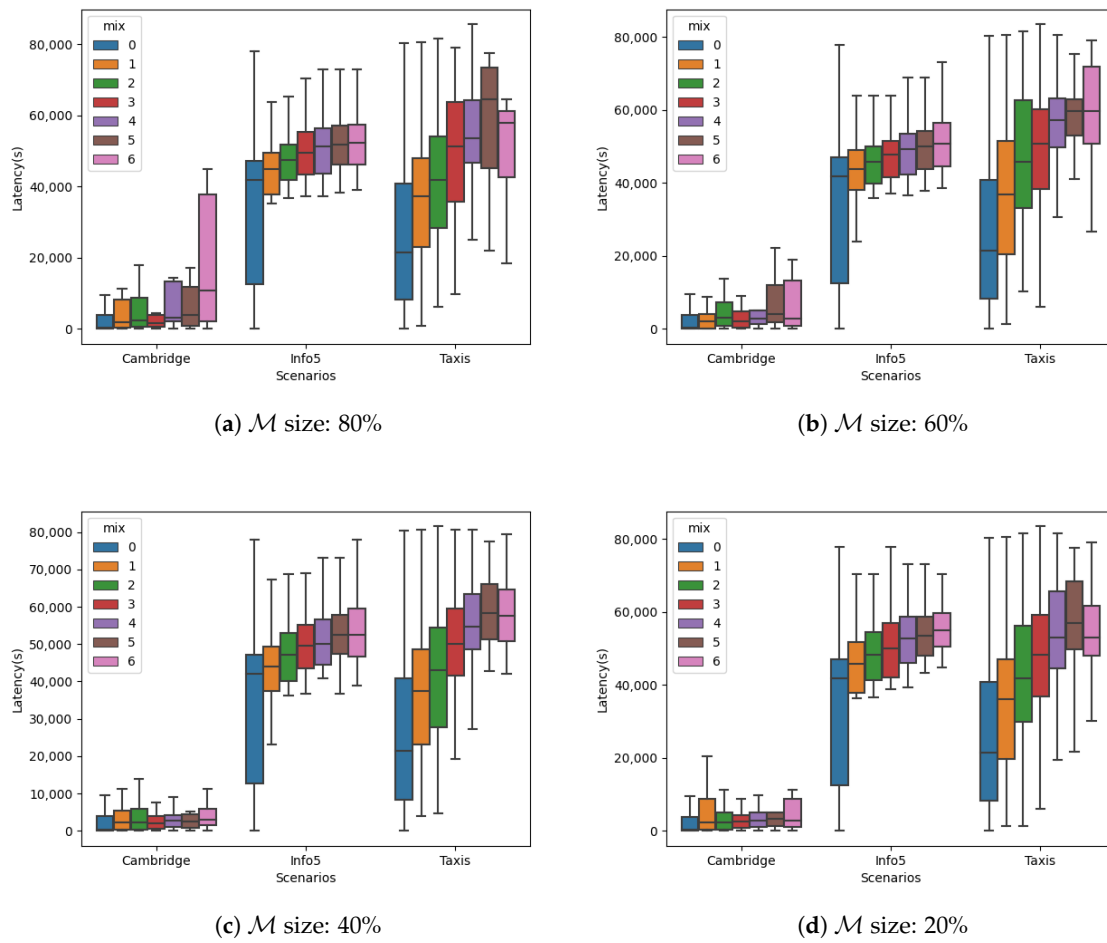 mix
0
1
2
3
4
5
6
80,000
60,000
40,000
20,000
0
Latency(s)
Cambridge
Info5
Taxis
Scenarios
(a) ℳ size: 80%
mix
0
1
2
3
4
5
6
80,000
60,000
40,000
20,000
0
Latency(s)
Cambridge
Info5
Taxis
Scenarios
(b) ℳ size: 60%
mix
0
1
2
3
4
5
6
80,000
70,000
60,000
50,000
40,000
30,000
20,000
10,000
0
Latency(s)
Cambridge
Info5
Taxis
Scenarios
(c) ℳ size: 40%
mix
0
1
2
3
4
5
6
80,000
60,000
40,000
20,000
0
Latency(s)
Cambridge
Info5
Taxis
Scenarios
(d) ℳ size: 20%